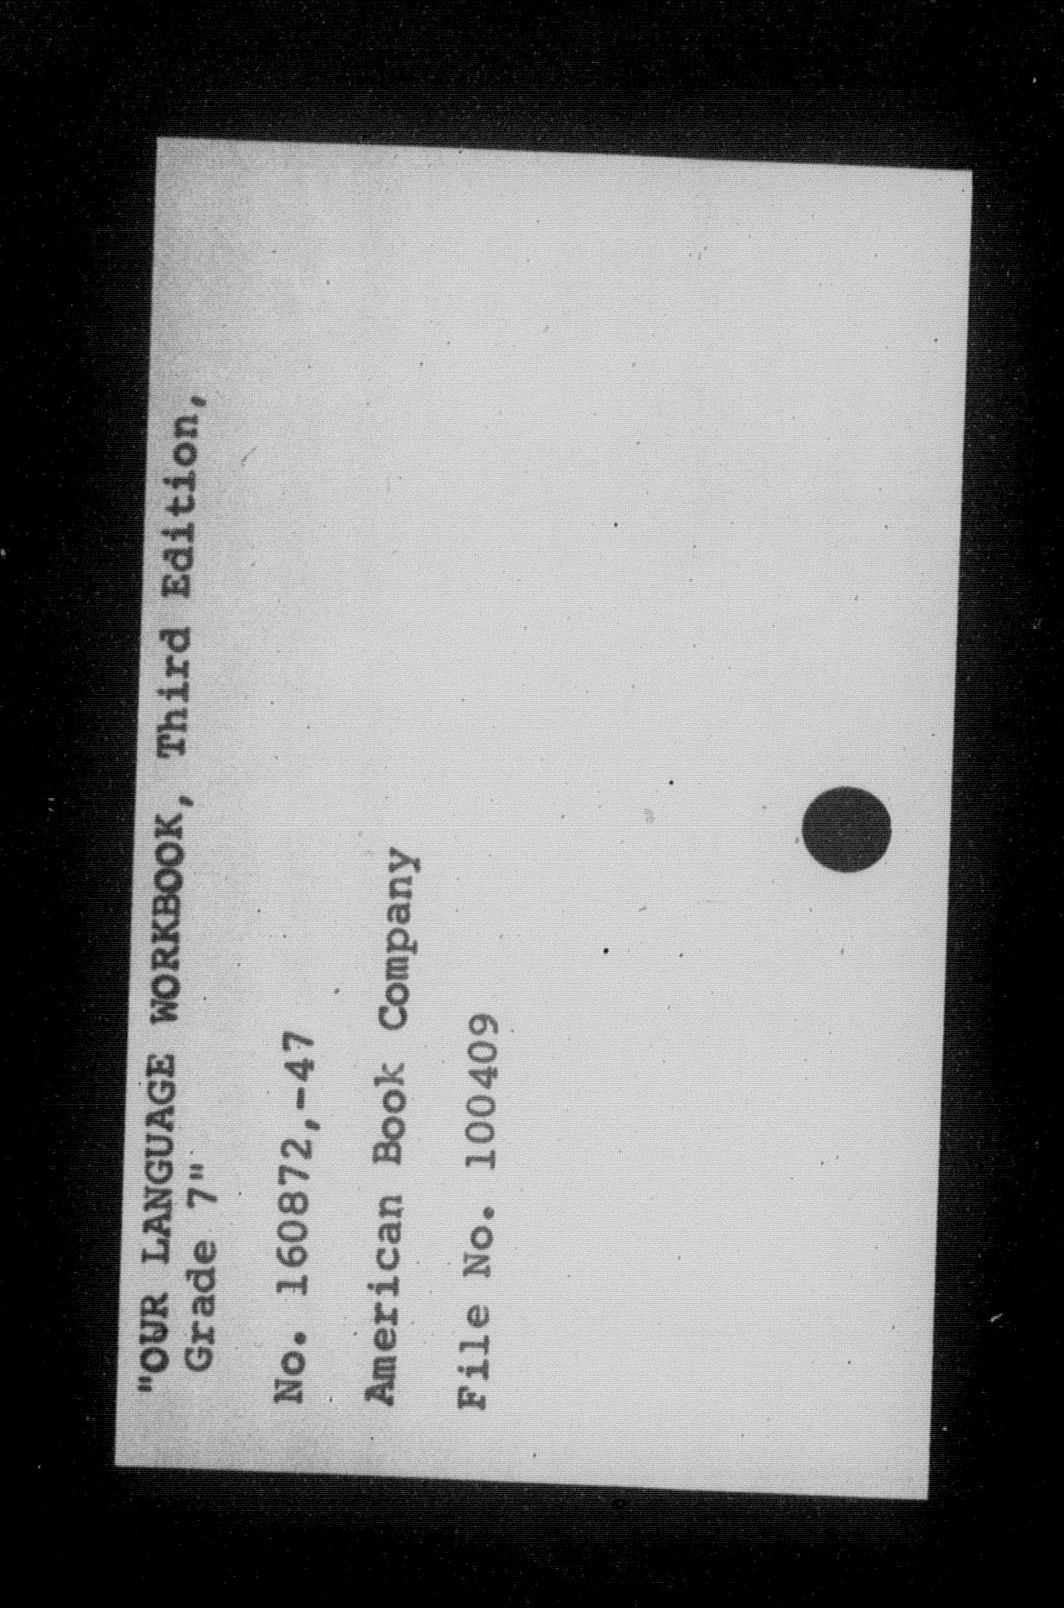 "OUR LANGUAGE WORKBOOK, Third Edition,
Grade 7"
No. 160872,-47
American Book Company
File No. 100409